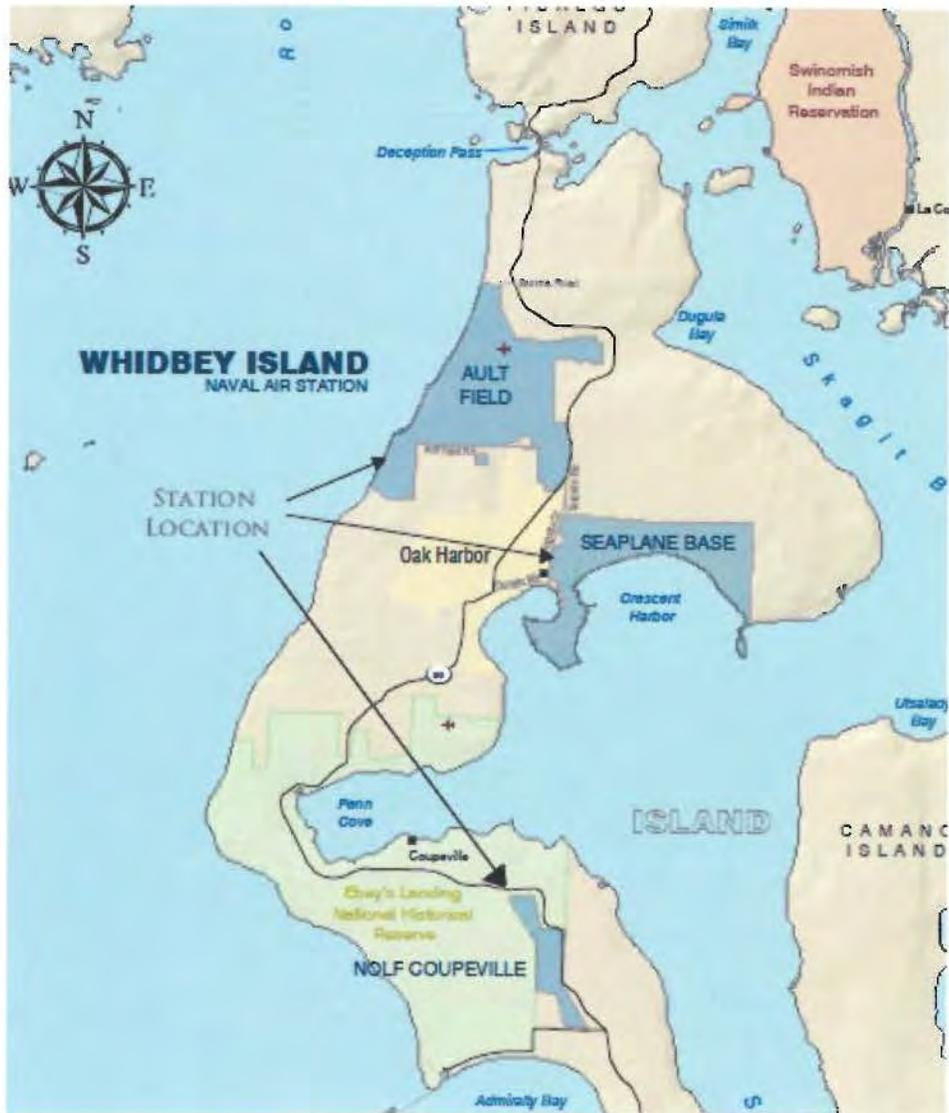 ISLAND
Similk
Bay
Swinomish
Indian
Reservation
N
W
E
S
Deception Pass
La Co
Dugula
Bay
WHIDBEY ISLAND
NAVAL AIR STATION
AULT
FIELD
Skagit B
STATION
LOCATION
Oak Harbor
SEAPLANE BASE
Crescent
Harbor
Utsalady
Bay
Penn
Cove
ISLAND
CAMANO
ISLAND
Coupeville
Ebey's Landing
National Historical
Reserve
NOLF COUPEVILLE
Admiralty Bay
S